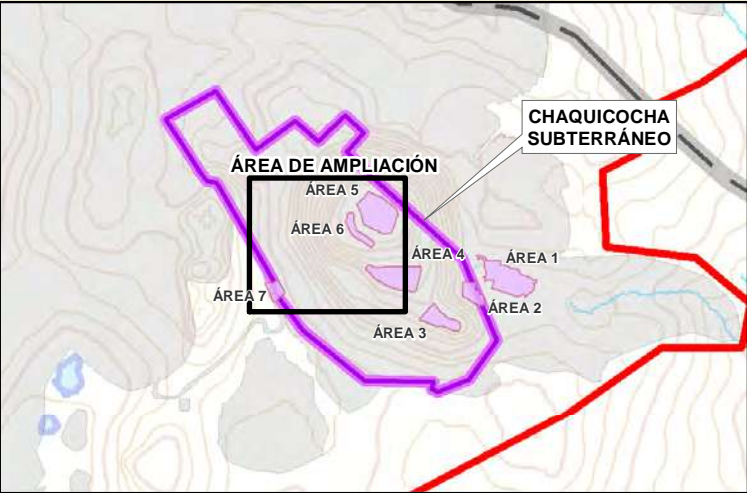 CHAQUICOCHA
SUBTERRÁNEO
ÁREA DE AMPLIACIÓN
ÁREA 5
ÁREA 6
ÁREA 4
ÁREA 1
ÁREA 7
ÁREA 2
ÁREA 3